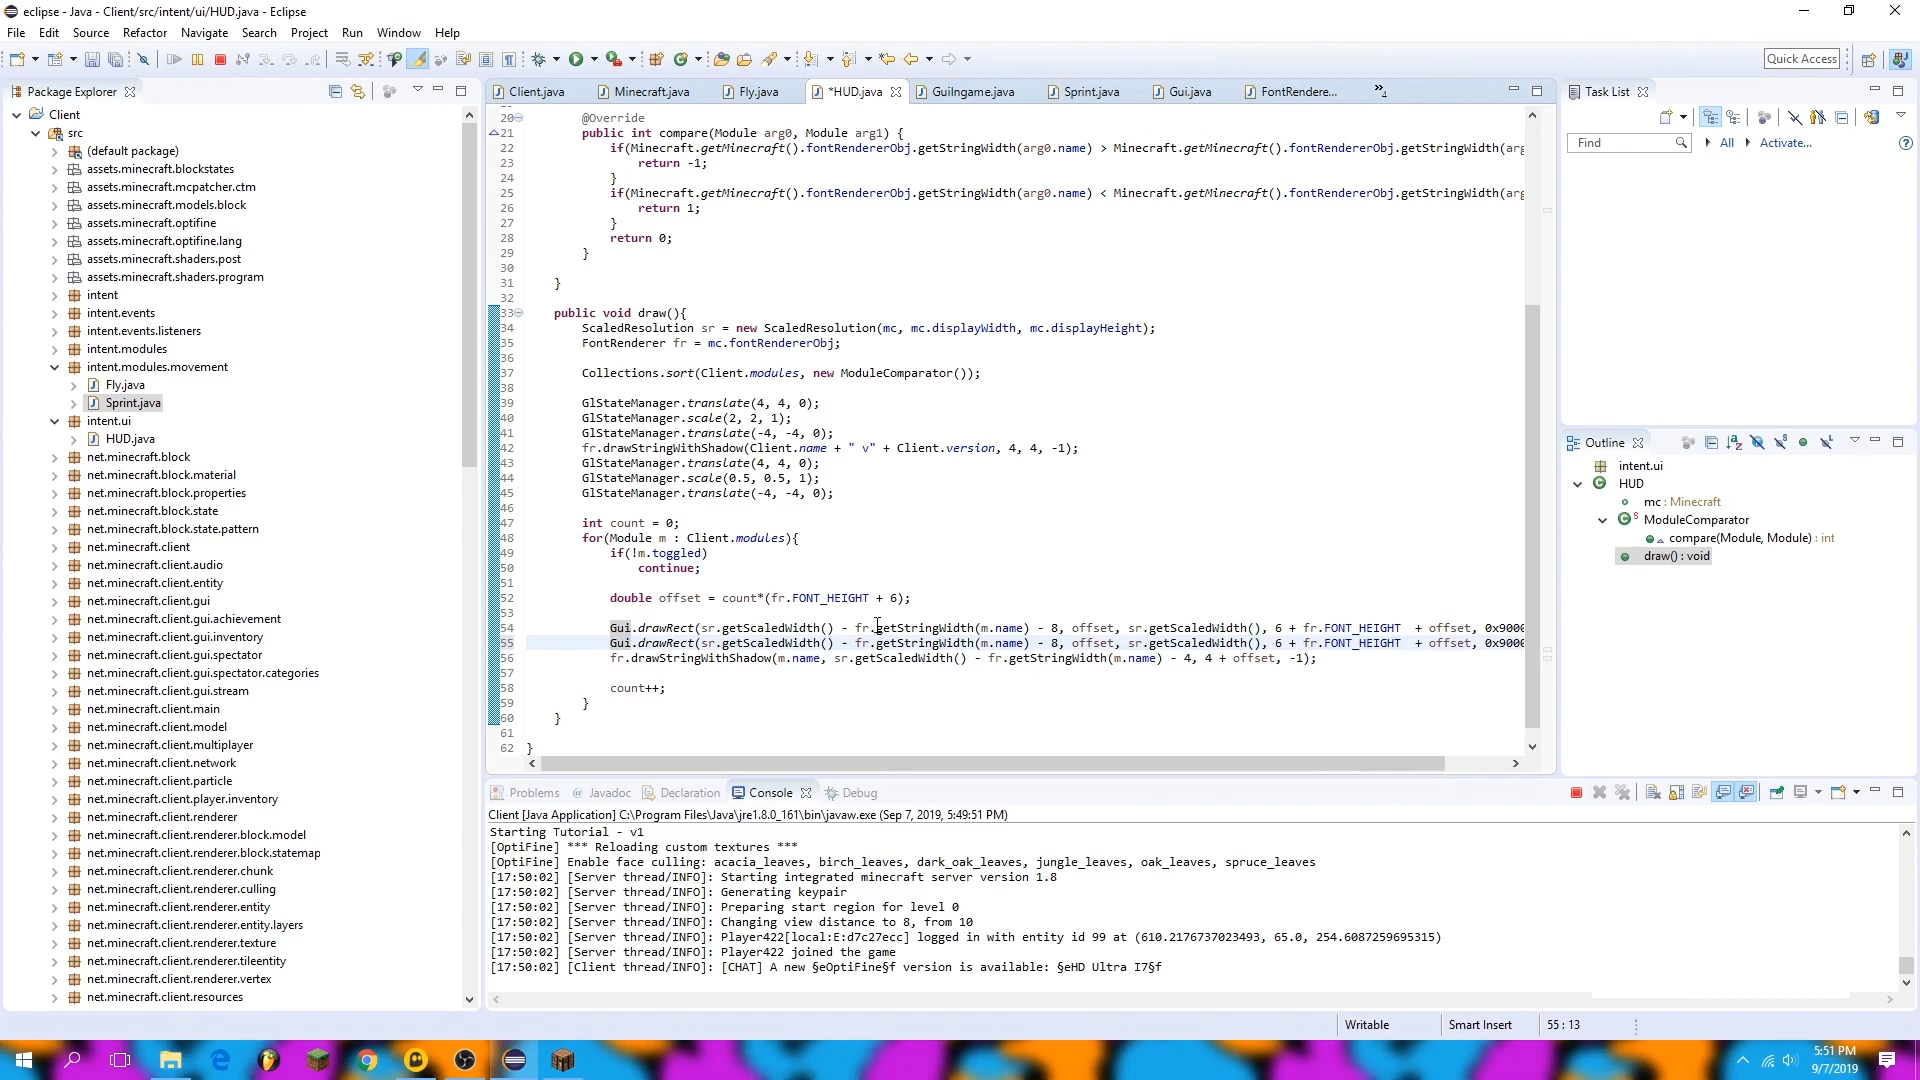 eclipse - Java - Client/src/intent/ui/HUD.java - Eclipse
File Edit Source Refactor Navigate Search Project Run Window Help
Quick Access
Package Explorer
Client
src
(default package)
assets.minecraft.blockstates
assets.minecraft.mcpatcher.ctm
assets.minecraft.models.block
assets.minecraft.optifine
assets.minecraft.optifine.lang
assets.minecraft.shaders.post
assets.minecraft.shaders.program
intent
intent.events
intent.events.listeners
intent.modules
intent.modules.movement
Fly.java
Sprint.java
intent.ui
HUD.java
net.minecraft.block
net.minecraft.block.material
net.minecraft.block.properties
net.minecraft.block.state
net.minecraft.block.state.pattern
net.minecraft.client
net.minecraft.client.audio
net.minecraft.client.entity
net.minecraft.client.gui
net.minecraft.client.gui.achievement
net.minecraft.client.gui.inventory
net.minecraft.client.gui.spectator
net.minecraft.client.gui.spectator.categories
net.minecraft.client.gui.stream
net.minecraft.client.main
net.minecraft.client.model
net.minecraft.client.multiplayer
net.minecraft.client.network
net.minecraft.client.particle
net.minecraft.client.player.inventory
net.minecraft.client.renderer
net.minecraft.client.renderer.block.model
net.minecraft.client.renderer.block.statemap
net.minecraft.client.renderer.chunk
net.minecraft.client.renderer.culling
net.minecraft.client.renderer.entity
net.minecraft.client.renderer.entity.layers
net.minecraft.client.renderer.texture
net.minecraft.client.renderer.tileentity
net.minecraft.client.renderer.vertex
net.minecraft.client.resources
Client.java Minecraft.java Fly.java *HUD.java GuiIngame.java Sprint.java Gui.java FontRendere... »4
20 @Override
21 public int compare(Module arg0, Module arg1) {
22 if(Minecraft.getMinecraft().fontRendererObj.getStringWidth(arg0.name) > Minecraft.getMinecraft().fontRendererObj.getStringWidth(arg
23 return -1;
24 }
25 if(Minecraft.getMinecraft().fontRendererObj.getStringWidth(arg0.name) < Minecraft.getMinecraft().fontRendererObj.getStringWidth(arg
26 return 1;
27 }
28 return 0;
29 }
30
31 }
32
33 public void draw(){
34 ScaledResolution sr = new ScaledResolution(mc, mc.displayWidth, mc.displayHeight);
35 FontRenderer fr = mc.fontRendererObj;
36
37 Collections.sort(Client.modules, new ModuleComparator());
38
39 GlStateManager.translate(4, 4, 0);
40 GlStateManager.scale(2, 2, 1);
41 GlStateManager.translate(-4, -4, 0);
42 fr.drawStringWithShadow(Client.name + " v" + Client.version, 4, 4, -1);
43 GlStateManager.translate(4, 4, 0);
44 GlStateManager.scale(0.5, 0.5, 1);
45 GlStateManager.translate(-4, -4, 0);
46
47 int count = 0;
48 for(Module m : Client.modules){
49 if(!m.toggled)
50 continue;
51
52 double offset = count*(fr.FONT_HEIGHT + 6);
53
54 Gui.drawRect(sr.getScaledWidth() - fr.getStringWidth(m.name) - 8, offset, sr.getScaledWidth(), 6 + fr.FONT_HEIGHT + offset, 0x9000
55 Gui.drawRect(sr.getScaledWidth() - fr.getStringWidth(m.name) - 8, offset, sr.getScaledWidth(), 6 + fr.FONT_HEIGHT + offset, 0x9000
56 fr.drawStringWithShadow(m.name, sr.getScaledWidth() - fr.getStringWidth(m.name) - 4, 4 + offset, -1);
57
58 count++;
59 }
60 }
61
62 }
Task List
Find All Activate...
Outline
intent.ui
HUD
mc : Minecraft
ModuleComparator
compare(Module, Module) : int
draw() : void
Problems Javadoc Declaration Console Debug
Client [Java Application] C:\Program Files\Java\jre1.8.0_161\bin\javaw.exe (Sep 7, 2019, 5:49:51 PM)
Starting Tutorial - v1
[OptiFine] *** Reloading custom textures ***
[OptiFine] Enable face culling: acacia_leaves, birch_leaves, dark_oak_leaves, jungle_leaves, oak_leaves, spruce_leaves
[17:50:02] [Server thread/INFO]: Starting integrated minecraft server version 1.8
[17:50:02] [Server thread/INFO]: Generating keypair
[17:50:02] [Server thread/INFO]: Preparing start region for level 0
[17:50:02] [Server thread/INFO]: Changing view distance to 8, from 10
[17:50:02] [Server thread/INFO]: Player422[local:E:d7c27ecc] logged in with entity id 99 at (610.2176737023493, 65.0, 254.6087259695315)
[17:50:02] [Server thread/INFO]: Player422 joined the game
[17:50:02] [Client thread/INFO]: [CHAT] A new §eOptiFine§f version is available: §eHD Ultra I7§f
Writable Smart Insert 55 : 13
5:51 PM
9/7/2019